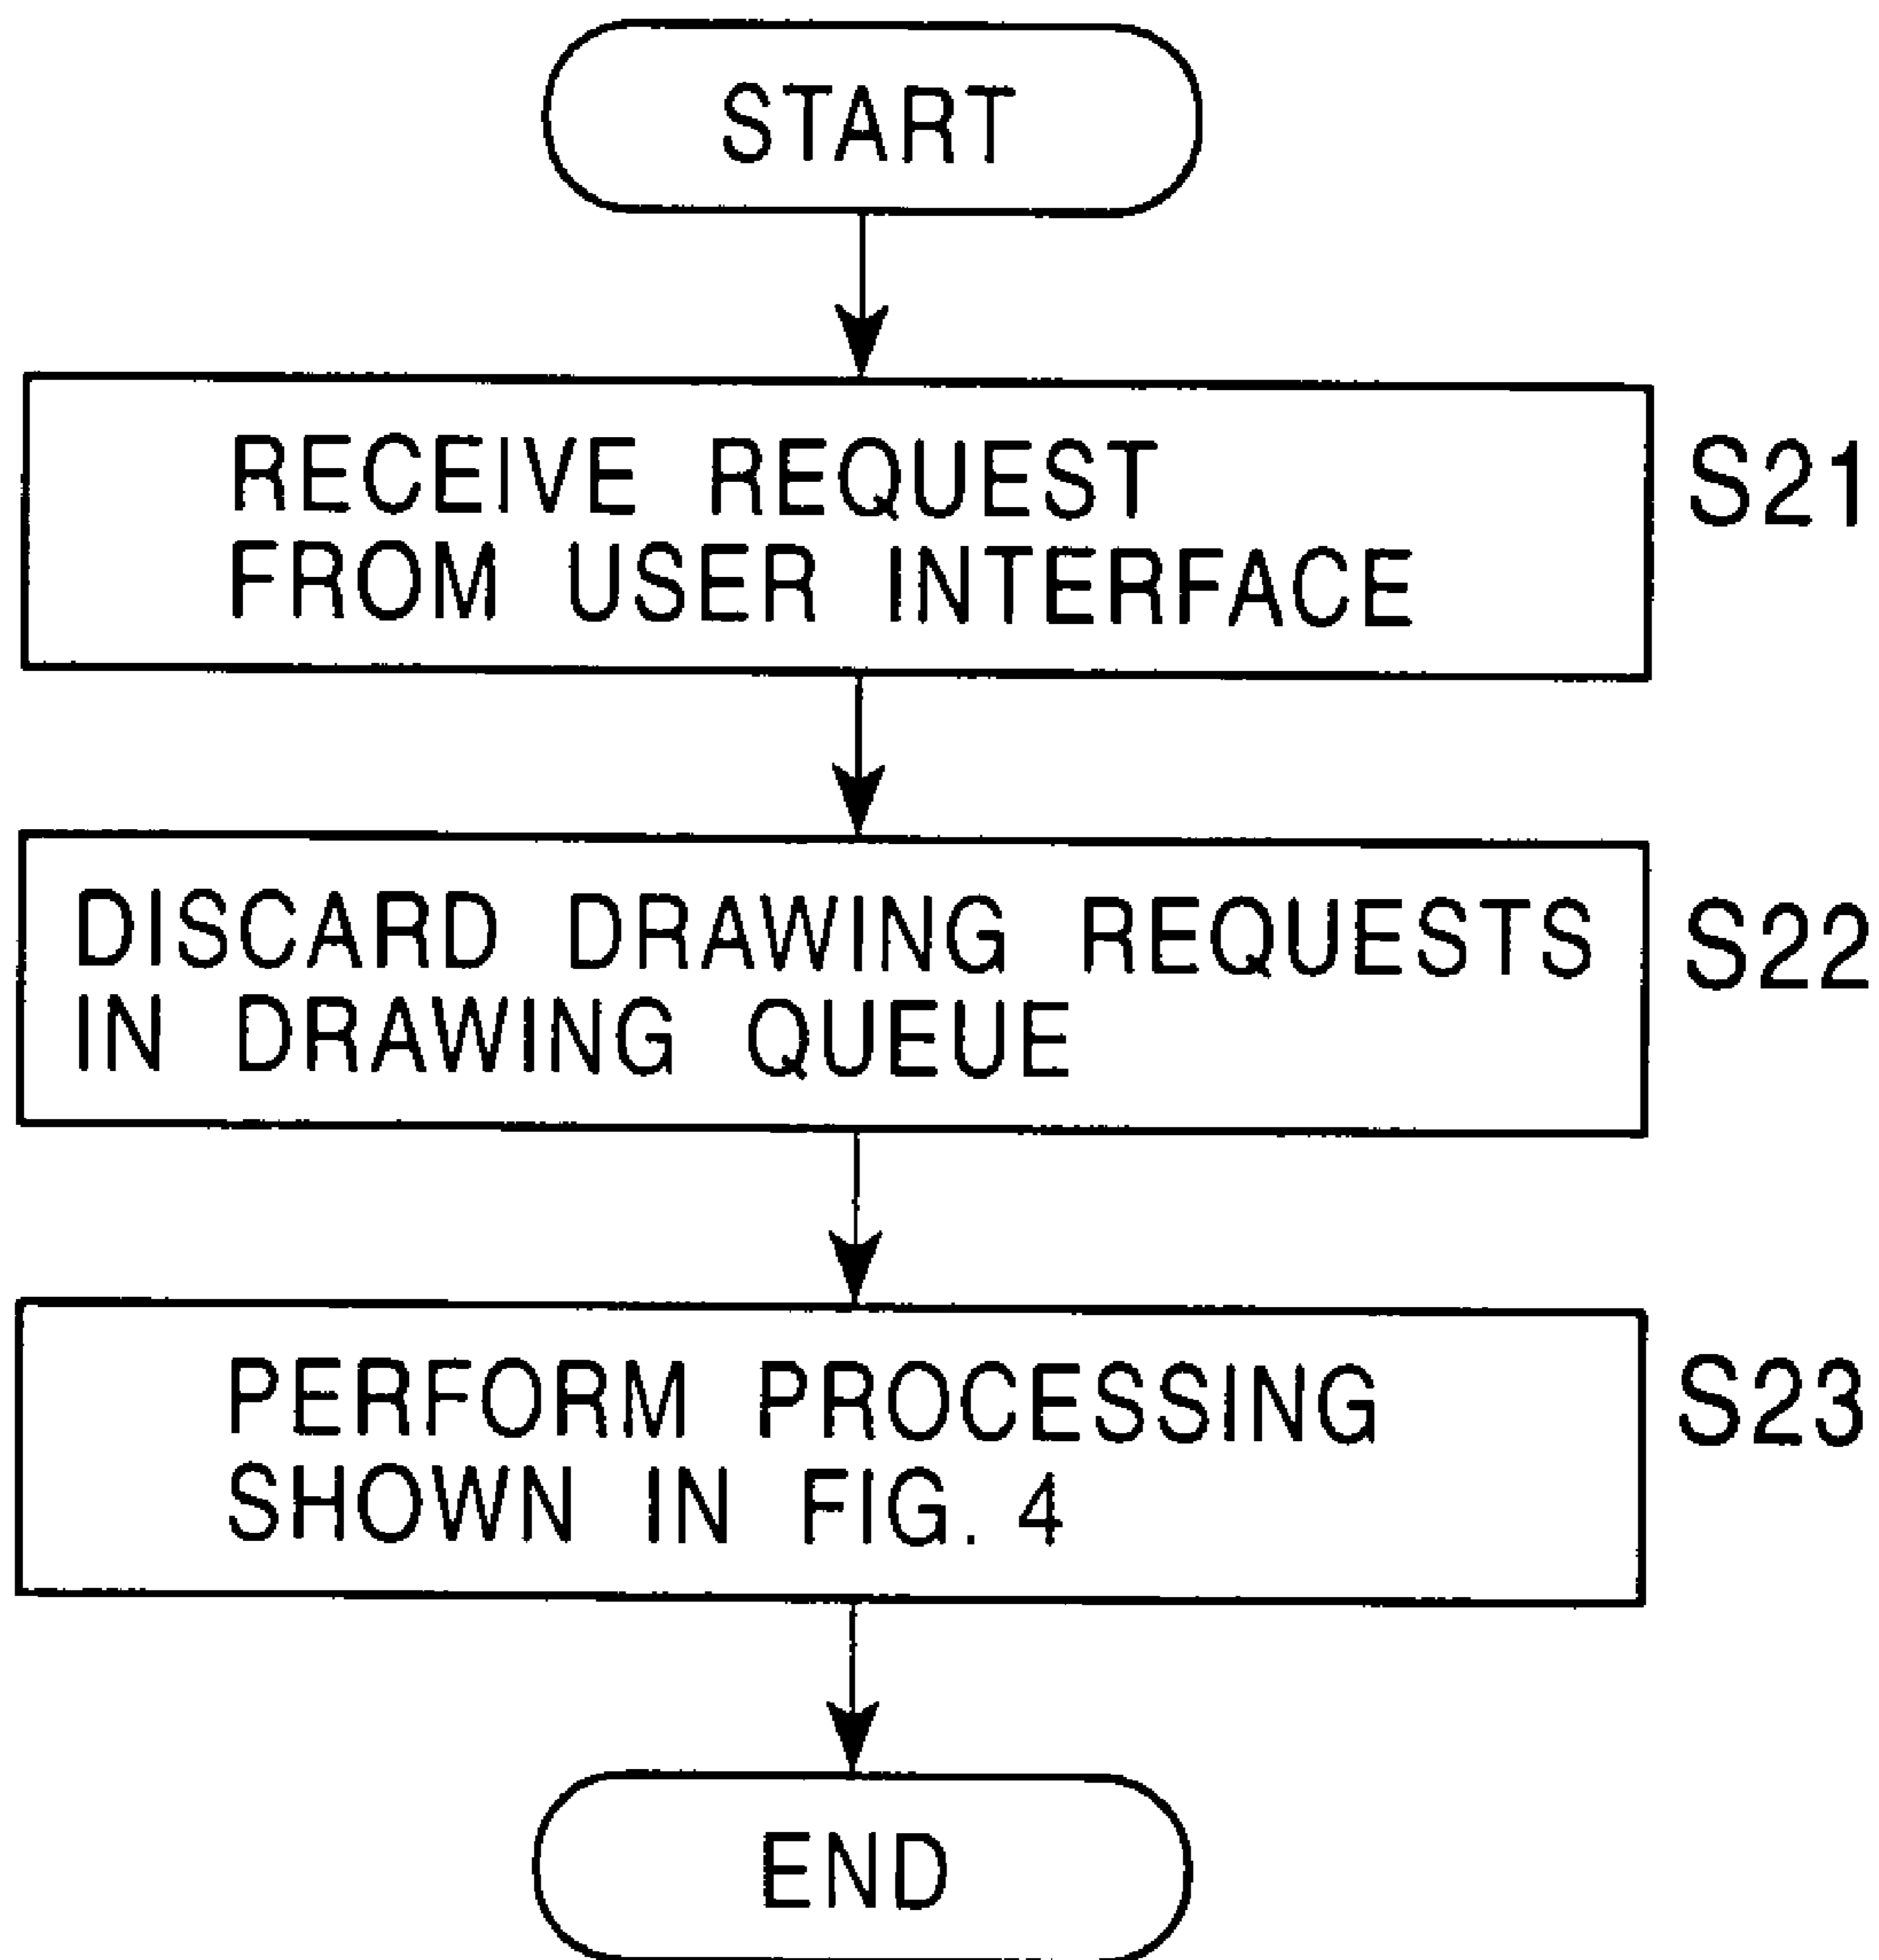 START
RECEIVE REQUEST
FROM USER INTERFACE
S21
DISCARD DRAWING REQUESTS
IN DRAWING QUEUE
S22
PERFORM PROCESSING
SHOWN IN FIG. 4
S23
END